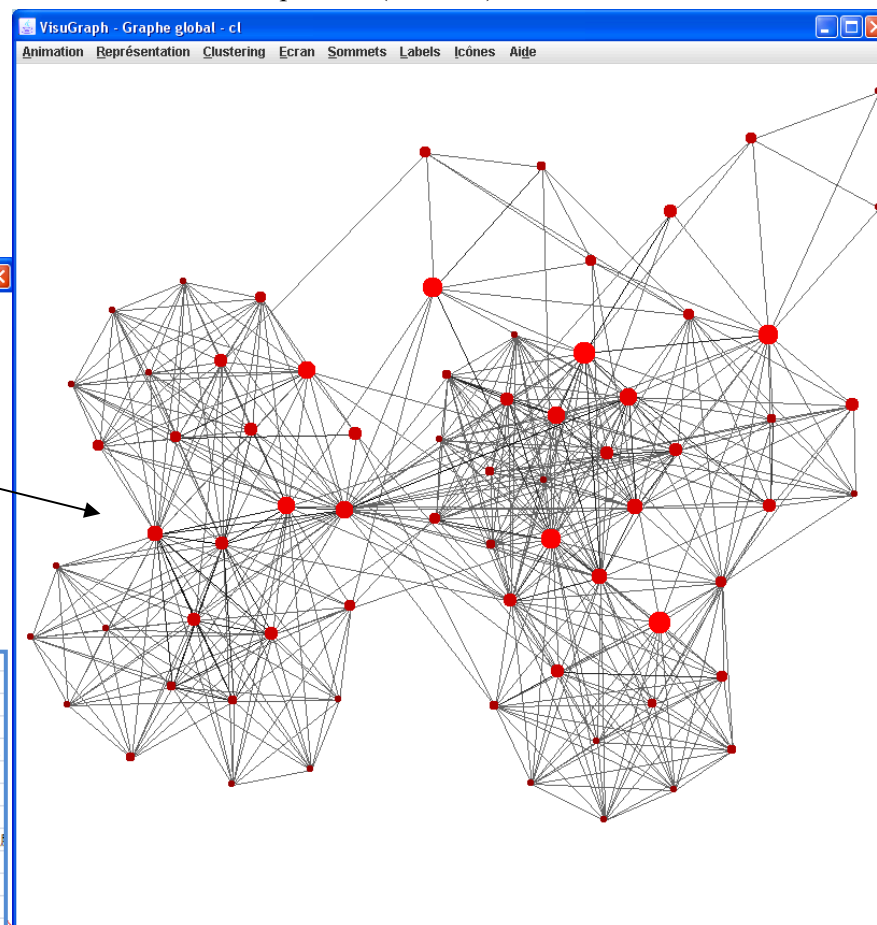 VisuGraph - Graphe global - cl
Animation Représentation Clustering Ecran Sommets Labels Icônes Aide